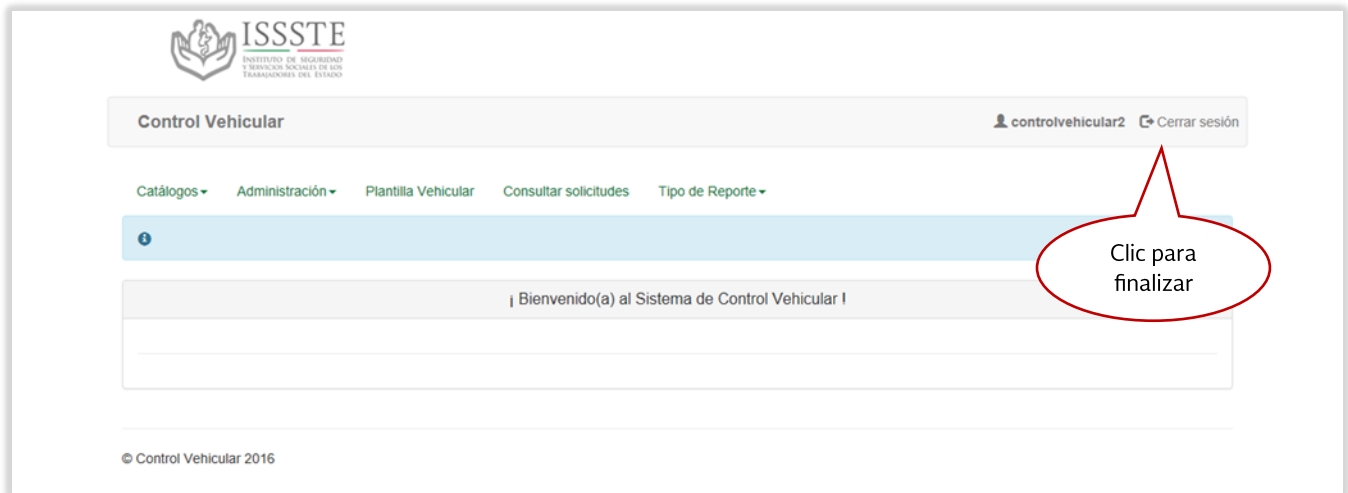 ISSSTE
INSTITUTO DE SEGURIDAD
Y SERVICIOS SOCIALES DE LOS
TRABAJADORES DEL ESTADO
Control Vehicular
controlvehicular2 Cerrar sesión
Catálogos Administración Plantilla Vehicular Consultar solicitudes Tipo de Reporte
Clic para
finalizar
¡ Bienvenido(a) al Sistema de Control Vehicular !
© Control Vehicular 2016